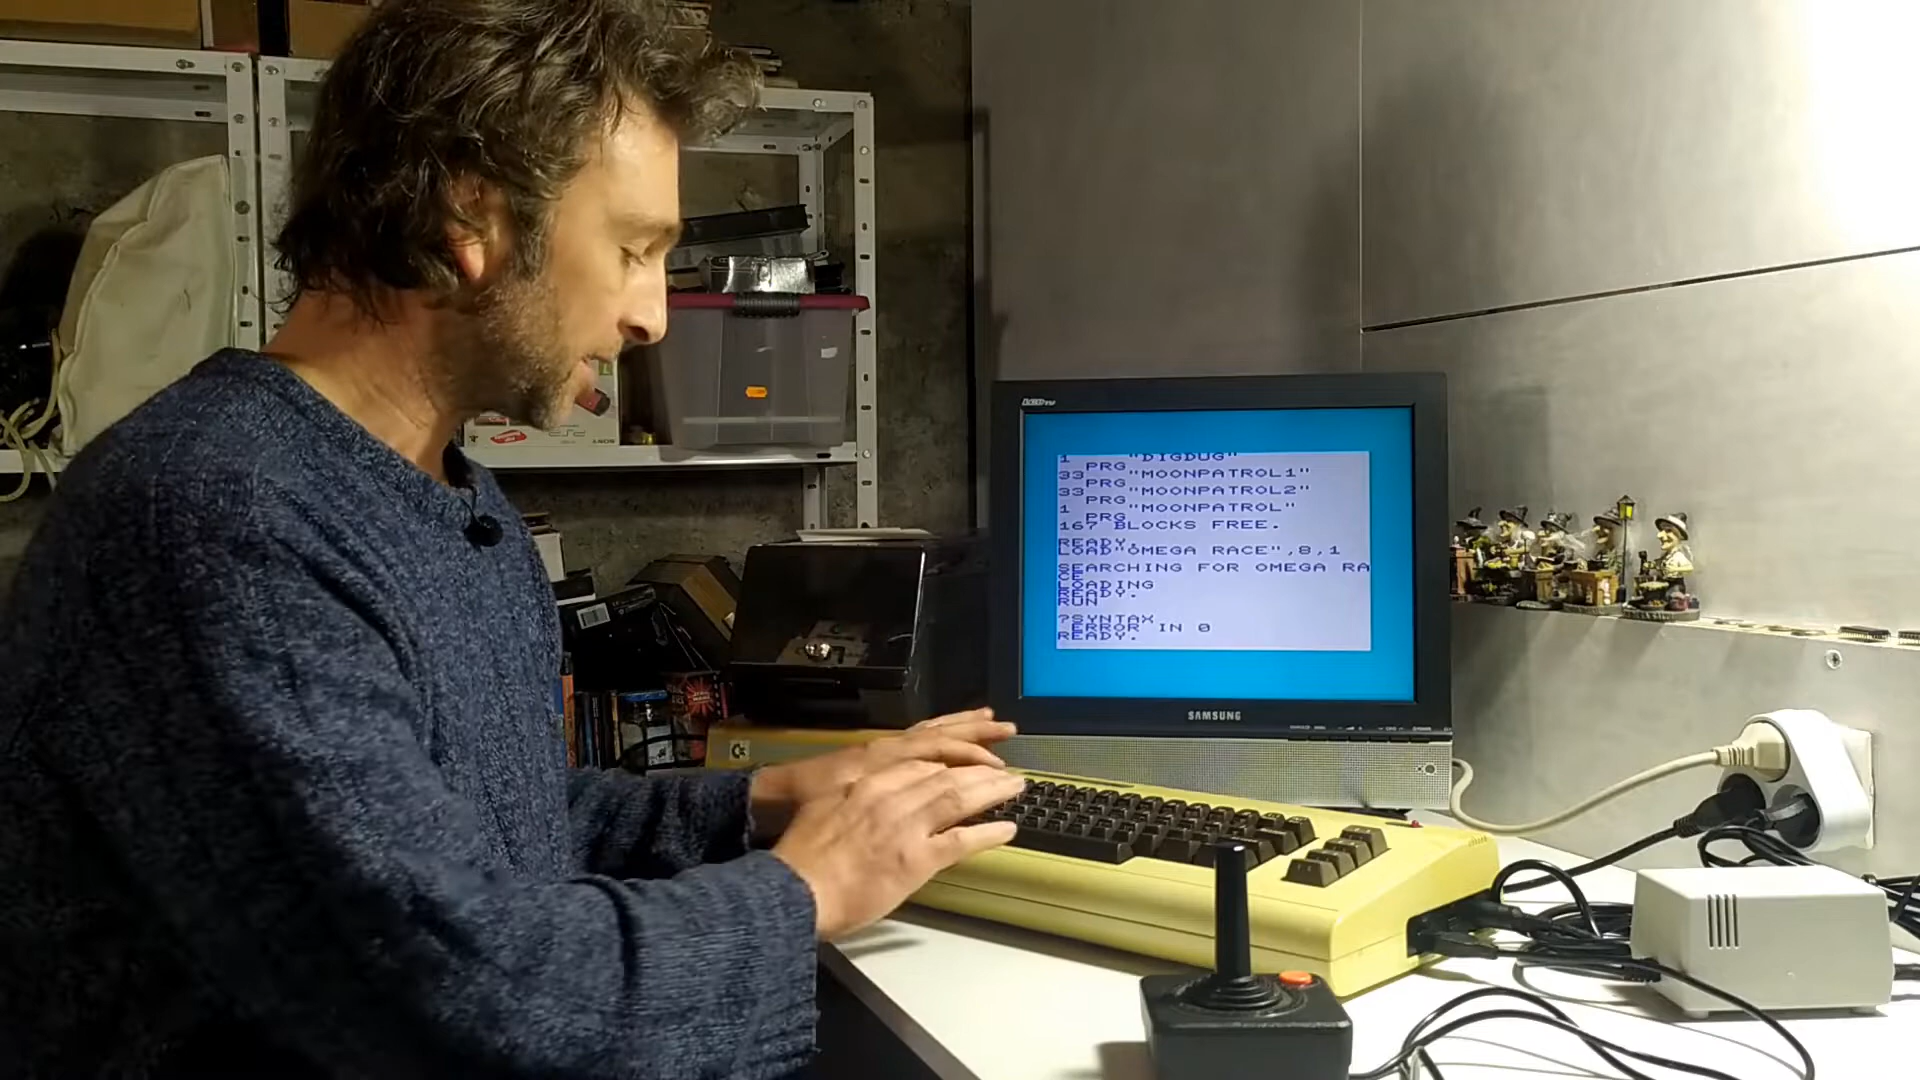 1 "DIGDUG"
PRG
33 "MOONPATROL1"
PRG
33 "MOONPATROL2"
PRG
1 "MOONPATROL"
PRG
167 BLOCKS FREE.
READY.
LOAD"OMEGA RACE",8,1
SEARCHING FOR OMEGA RA
CE
LOADING
READY.
RUN
?SYNTAX
ERROR IN 0
READY.
SAMSUNG